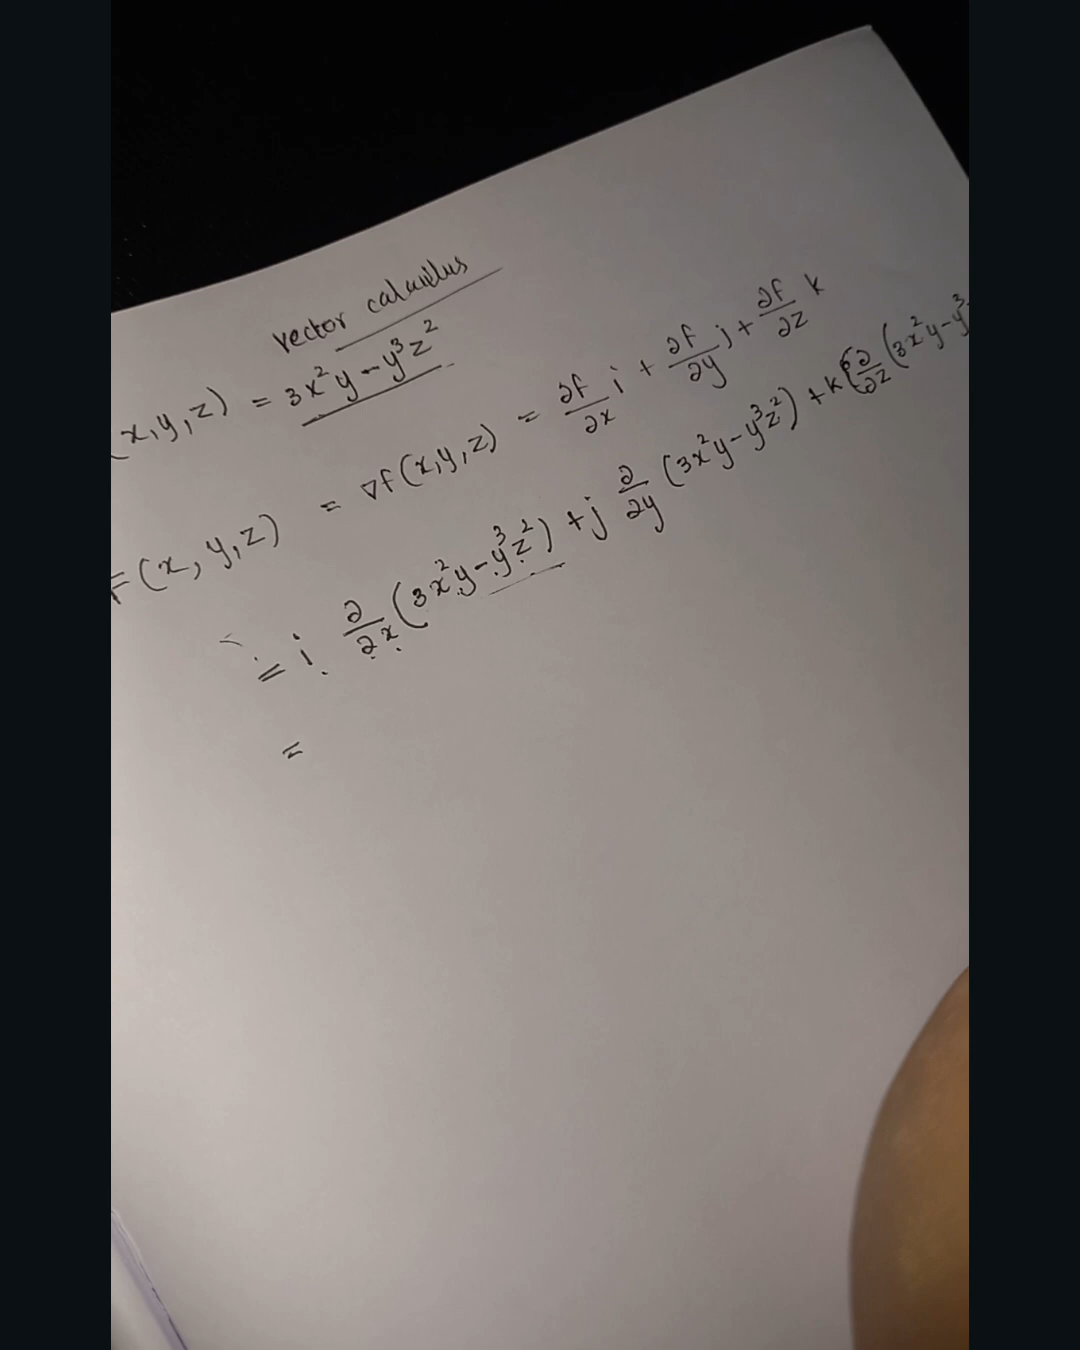 vector calculus
(x,y,z) = 3x²y - y³z²
F(x, y, z) = ∇f(x,y,z) = ∂f/∂x i + ∂f/∂y j + ∂f/∂z k
= i ∂/∂x (3x²y - y³z²) + j ∂/∂y (3x²y - y³z²) + k ∂/∂z (3x²y - y³
=